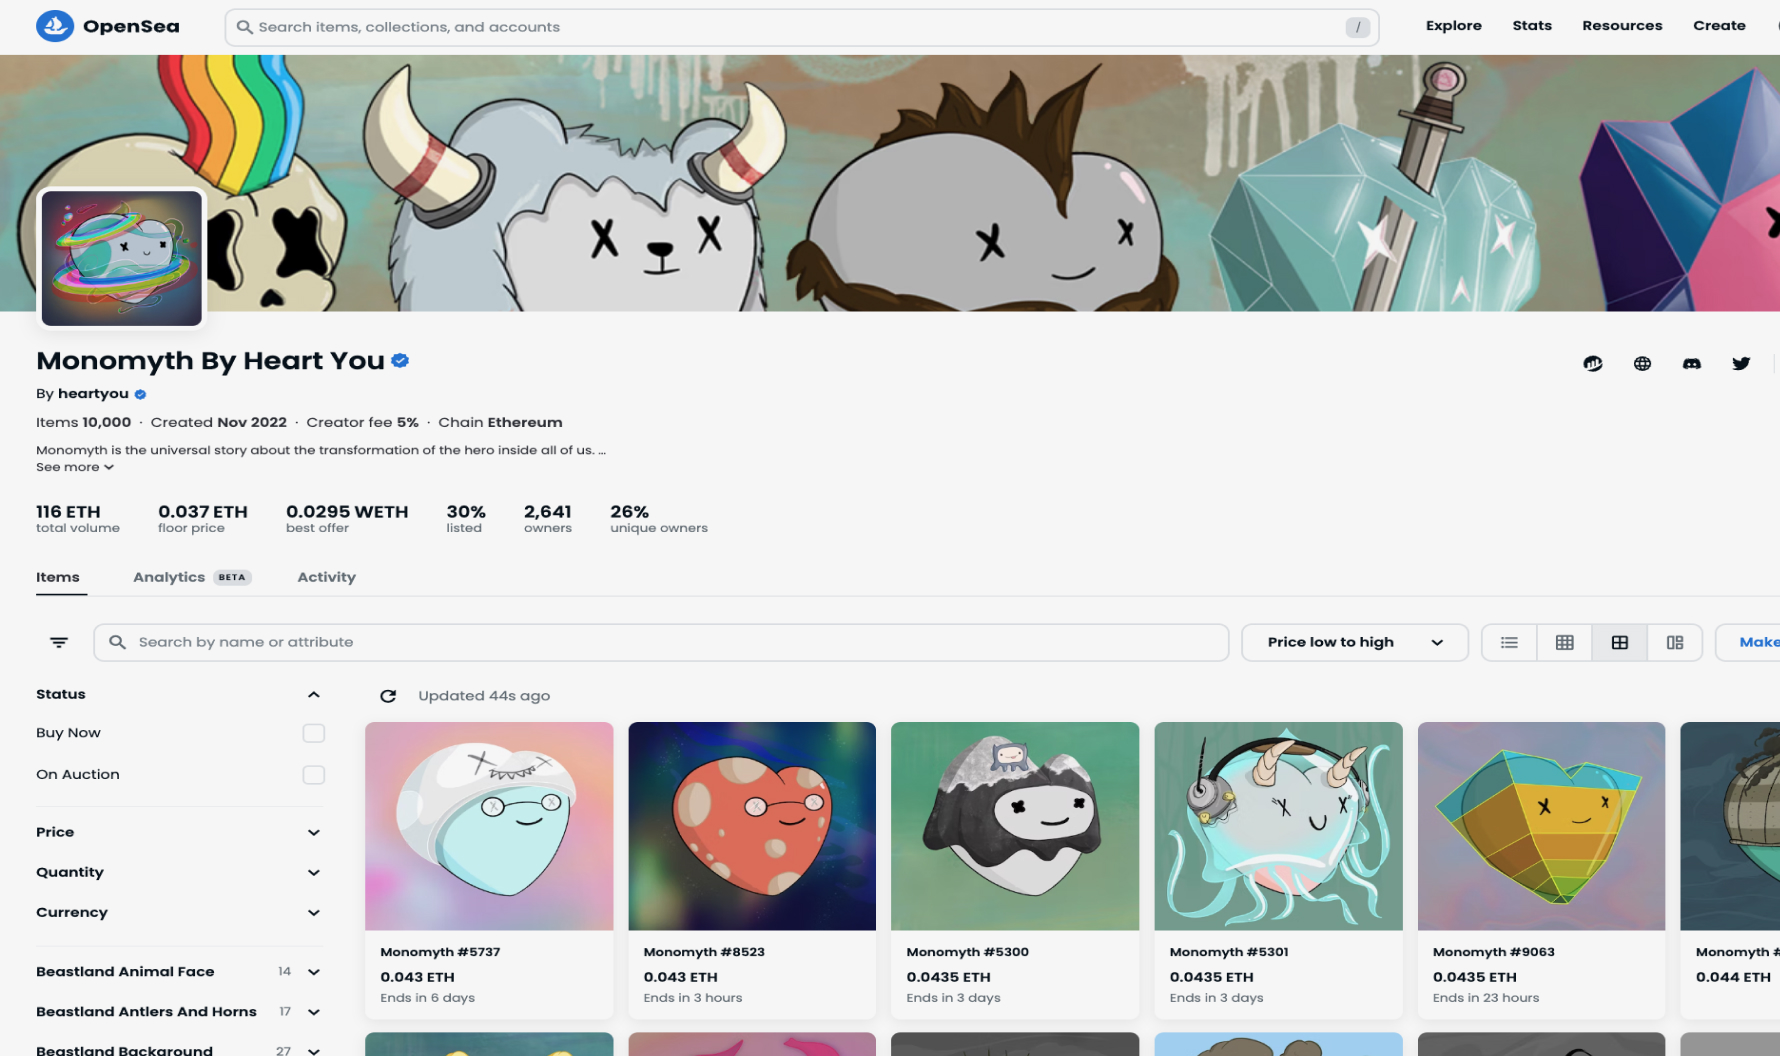 OpenSea
Search items, collections, and accounts
/
Explore
Stats
Resources
Create
Monomyth By Heart You
By heartyou
Items 10,000 · Created Nov 2022 · Creator fee 5% · Chain Ethereum
Monomyth is the universal story about the transformation of the hero inside all of us. ...
See more
116 ETH
total volume
0.037 ETH
floor price
0.0295 WETH
best offer
30%
listed
2,641
owners
26%
unique owners
Items
Analytics BETA
Activity
Search by name or attribute
Price low to high
Make
Status
Buy Now
On Auction
Price
Quantity
Currency
Beastland Animal Face 14
Beastland Antlers And Horns 17
Beastland Background 27
Updated 44s ago
Monomyth #5737
0.043 ETH
Ends in 6 days
Monomyth #8523
0.043 ETH
Ends in 3 hours
Monomyth #5300
0.0435 ETH
Ends in 3 days
Monomyth #5301
0.0435 ETH
Ends in 3 days
Monomyth #9063
0.0435 ETH
Ends in 23 hours
Monomyth #
0.044 ETH